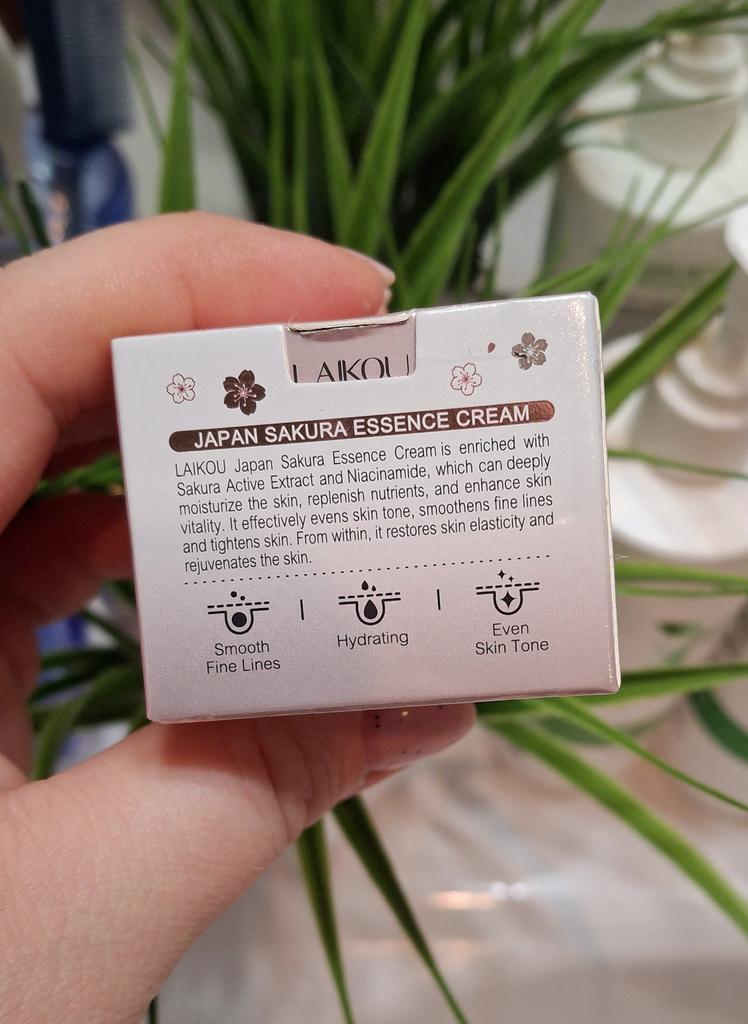 LAIKOU
JAPAN SAKURA ESSENCE CREAM
LAIKOU Japan Sakura Essence Cream is enriched with
Sakura Active Extract and Niacinamide, which can deeply
moisturize the skin, replenish nutrients, and enhance skin
vitality. It effectively evens skin tone, smoothens fine lines
and tightens skin. From within, it restores skin elasticity and
rejuvenates the skin.
Smooth
Fine Lines
Hydrating
Even
Skin Tone